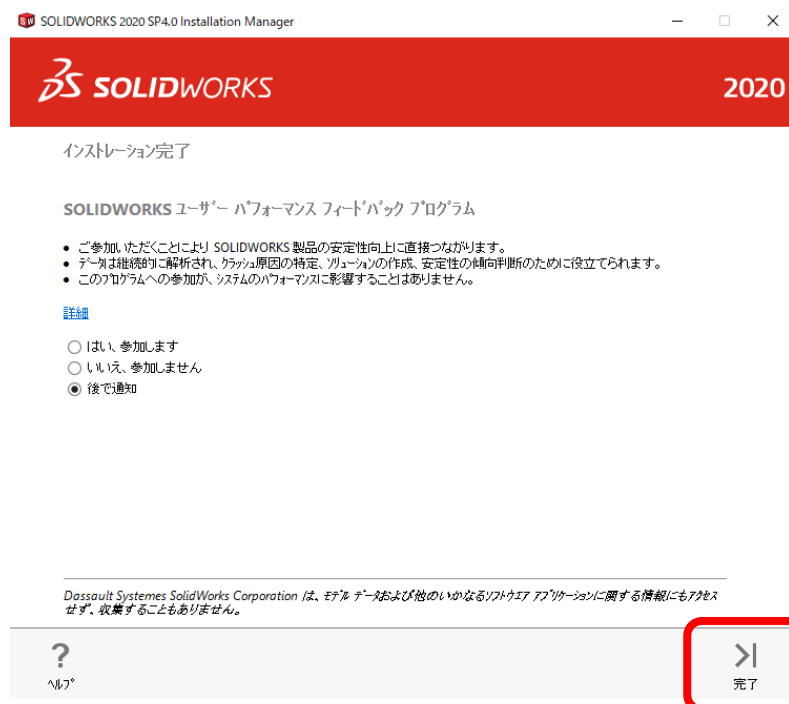 SOLIDWORKS 2020 SP4.0 Installation Manager
SOLIDWORKS 2020
インストレーション完了
SOLIDWORKS ユーザー パフォーマンス フィードバック プログラム
• ご参加いただくことにより SOLIDWORKS 製品の安定性向上に直接つながります。
• データは継続的に解析され、クラッシュ原因の特定、ソリューションの作成、安定性の傾向判断のために役立てられます。
• このプログラムへの参加が、システムのパフォーマンスに影響することはありません。
詳細
はい、参加します
いいえ、参加しません
後で通知
Dassault Systemes SolidWorks Corporation は、モデル データおよび他のいかなるソフトウエア アプリケーションに関する情報にもアクセス
せず、収集することもありません。
?
ヘルプ
完了